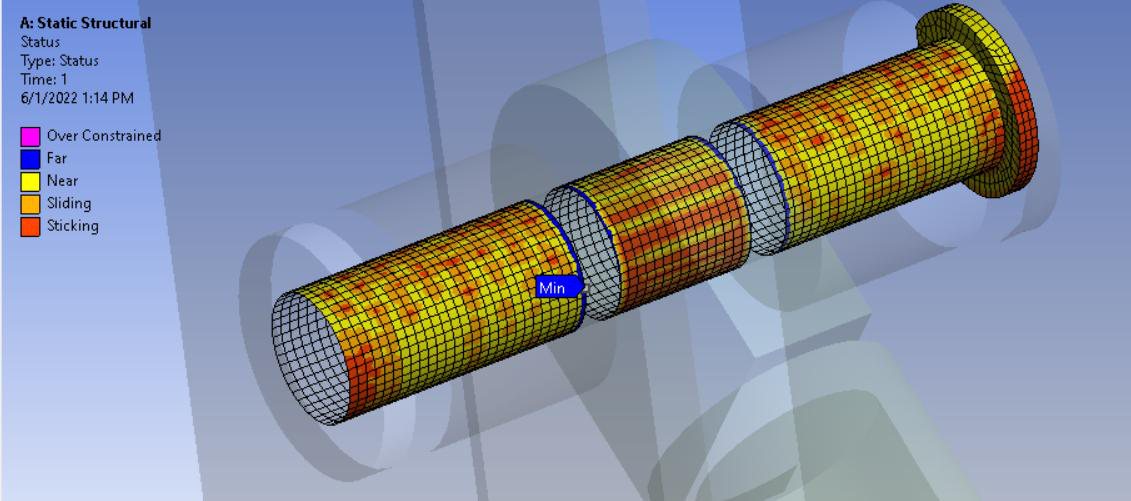 A: Static Structural
Status
Type: Status
Time: 1
6/1/2022 1:14 PM
Over Constrained
Far
Near
Sliding
Sticking
Min